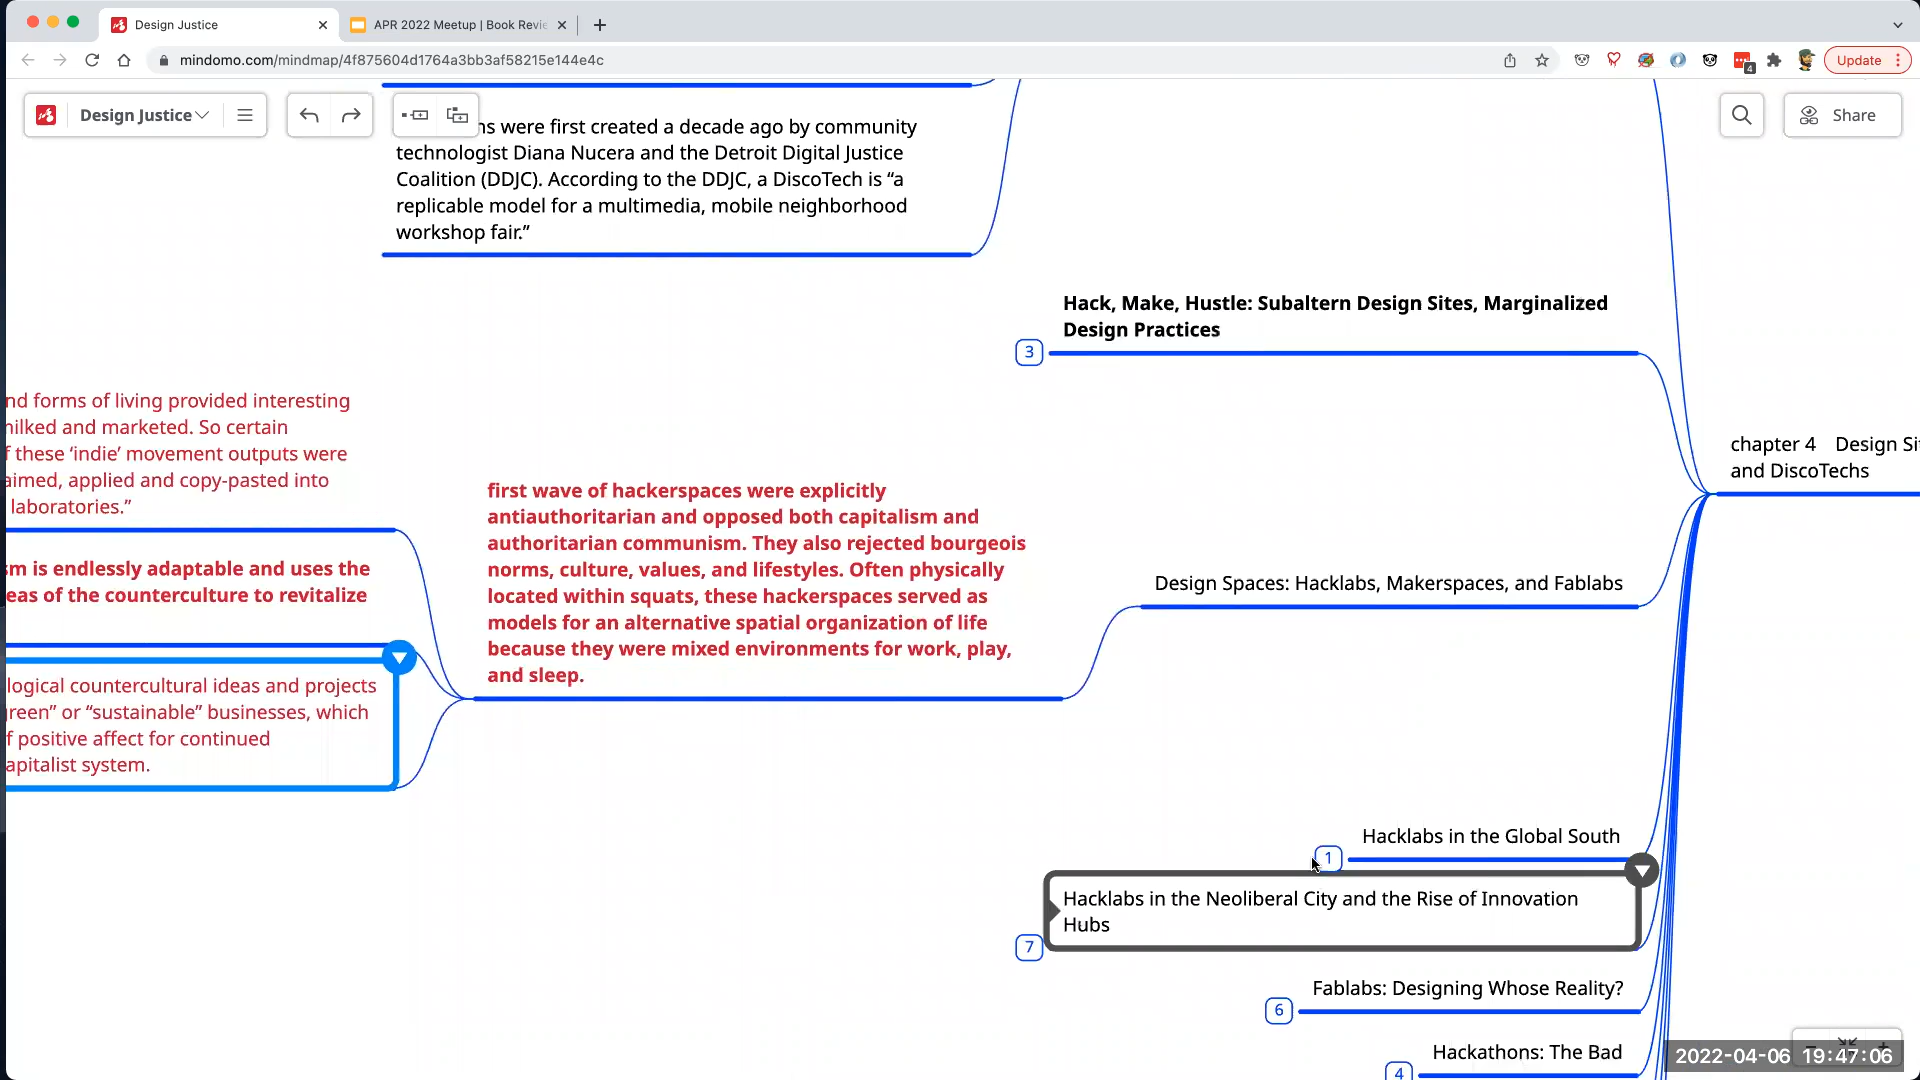 Design Justice
APR 2022 Meetup | Book Revie
mindomo.com/mindmap/4f875604d1764a3bb3af58215e144e4c
4
Update
Design Justice
Share
ns were first created a decade ago by community
technologist Diana Nucera and the Detroit Digital Justice
Coalition (DDJC). According to the DDJC, a DiscoTech is “a
replicable model for a multimedia, mobile neighborhood
workshop fair.”
Hack, Make, Hustle: Subaltern Design Sites, Marginalized
Design Practices
3
nd forms of living provided interesting
nilked and marketed. So certain
f these ‘indie’ movement outputs were
aimed, applied and copy-pasted into
laboratories.”
chapter 4 Design Sit
and DiscoTechs
first wave of hackerspaces were explicitly
antiauthoritarian and opposed both capitalism and
authoritarian communism. They also rejected bourgeois
norms, culture, values, and lifestyles. Often physically
located within squats, these hackerspaces served as
models for an alternative spatial organization of life
because they were mixed environments for work, play,
and sleep.
sm is endlessly adaptable and uses the
eas of the counterculture to revitalize
Design Spaces: Hacklabs, Makerspaces, and Fablabs
logical countercultural ideas and projects
green” or “sustainable” businesses, which
f positive affect for continued
apitalist system.
Hacklabs in the Global South
1
Hacklabs in the Neoliberal City and the Rise of Innovation
Hubs
7
Fablabs: Designing Whose Reality?
6
Hackathons: The Bad
4
2022-04-06 19:47:06